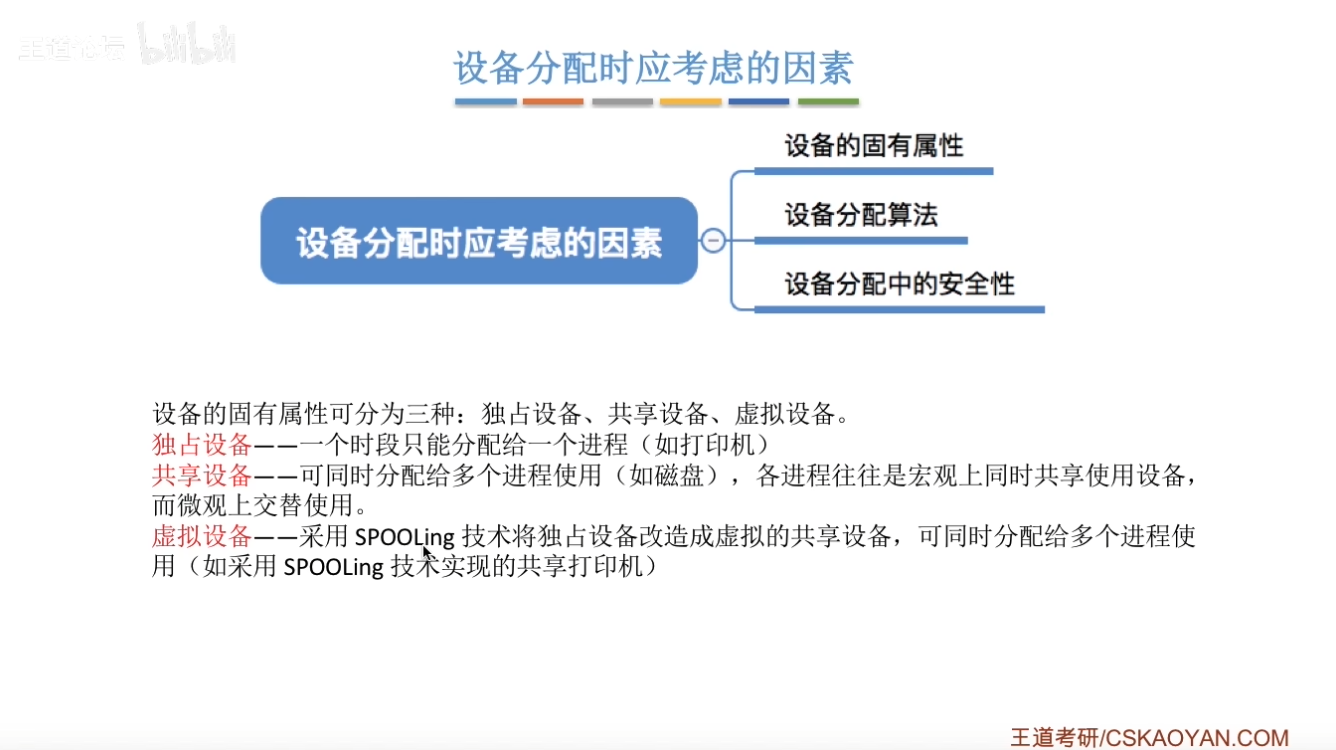 王道论坛 bilibili
设备分配时应考虑的因素
设备的固有属性
设备分配算法
设备分配时应考虑的因素
设备分配中的安全性
设备的固有属性可分为三种：独占设备、共享设备、虚拟设备。
独占设备——一个时段只能分配给一个进程（如打印机）
共享设备——可同时分配给多个进程使用（如磁盘），各进程往往是宏观上同时共享使用设备，
而微观上交替使用。
虚拟设备——采用 SPOOLing 技术将独占设备改造成虚拟的共享设备，可同时分配给多个进程使
用（如采用 SPOOLing 技术实现的共享打印机）
王道考研/CSKAOYAN.COM